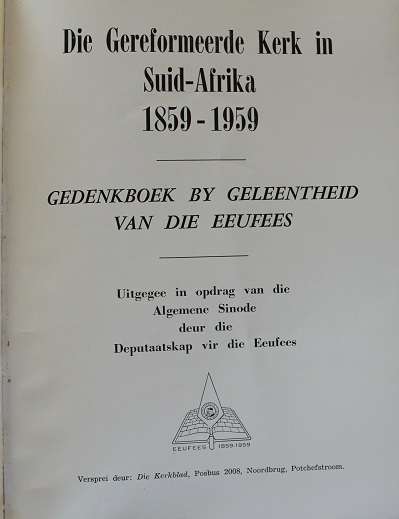 Die Gereformeerde Kerk in
Suid-Afrika
1859 - 1959
GEDENKBOEK BY GELEENTHEID
VAN DIE EEUFEES
Uitgegee in opdrag van die
Algemene Sinode
deur die
Deputaatskap vir die Eeufees
EEUFEES 1859-1959
Versprei deur: Die Kerkblad, Posbus 2008, Noordbrug, Potchefstroom.